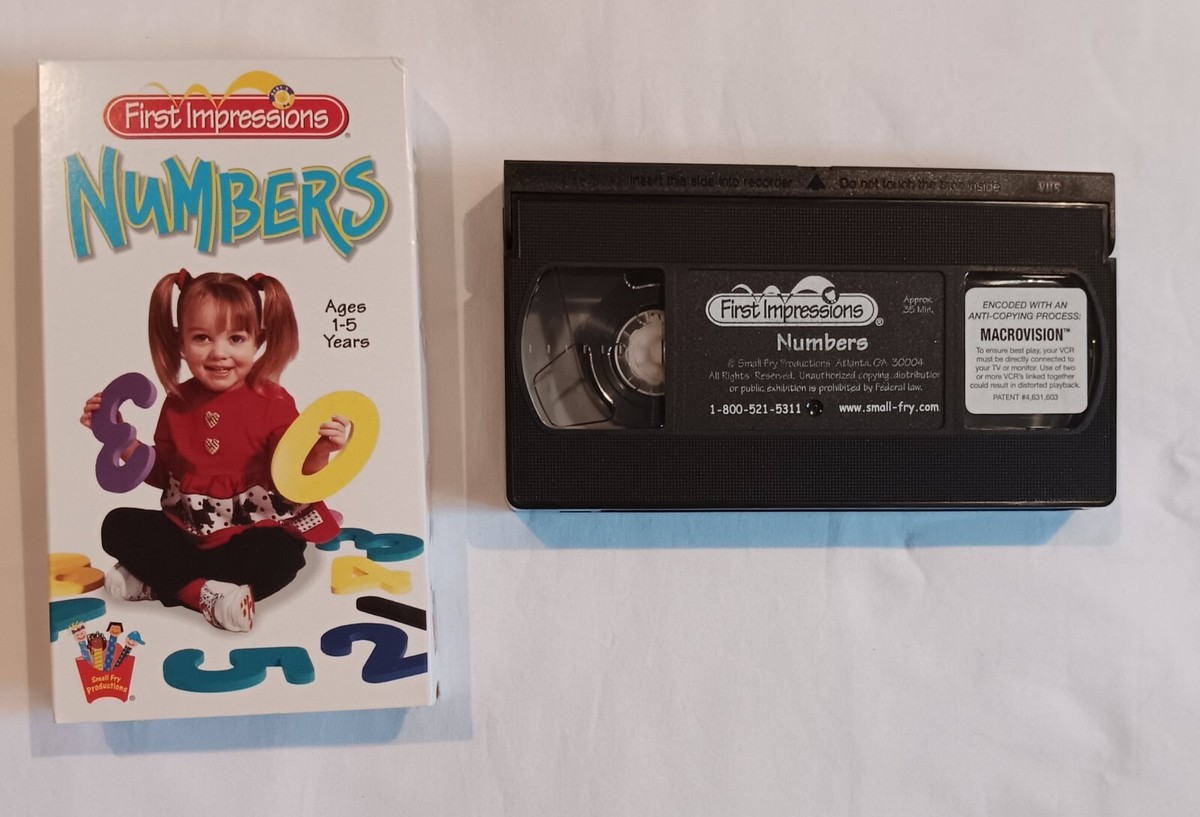 First Impressions
®
NUMBERS
Ages
1-5
Years
3
0
5
2
Small Fry
Productions
®
Insert this side into recorder ▲ Do not touch the tape inside VHS
First Impressions
®
Approx.
35 Min.
Numbers
© Small Fry Productions Atlanta, GA 30004
All Rights Reserved. Unauthorized copying, distribution
or public exhibition is prohibited by Federal law.
1-800-521-5311 www.small-fry.com
ENCODED WITH AN
ANTI-COPYING PROCESS:
MACROVISION™
To ensure best play, your VCR
must be directly connected to
your TV or monitor. Use of two
or more VCR's linked together
could result in distorted playback.
PATENT #4,631,603